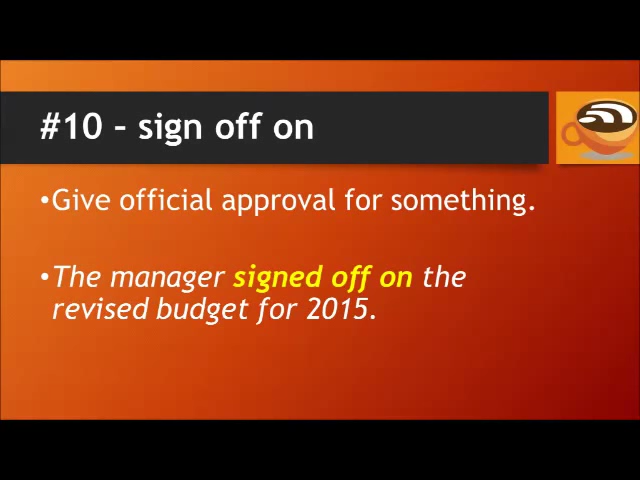 #10 – sign off on
•Give official approval for something.
•The manager signed off on the
revised budget for 2015.